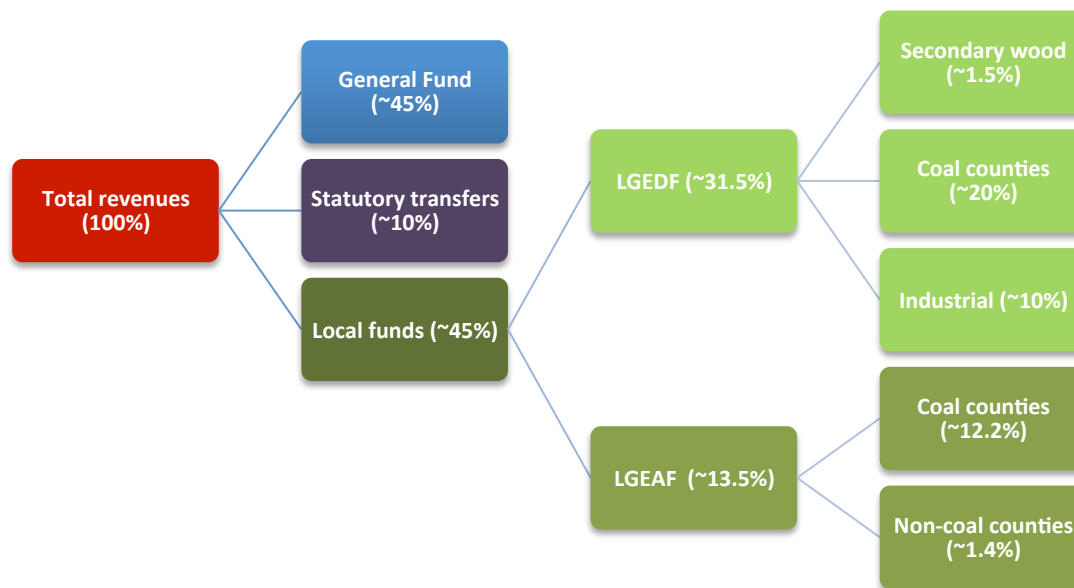 Total revenues
(100%)
General Fund
(~45%)
Statutory transfers
(~10%)
Local funds (~45%)
LGEDF (~31.5%)
LGEAF (~13.5%)
Secondary wood
(~1.5%)
Coal counties
(~20%)
Industrial (~10%)
Coal counties
(~12.2%)
Non-coal counties
(~1.4%)